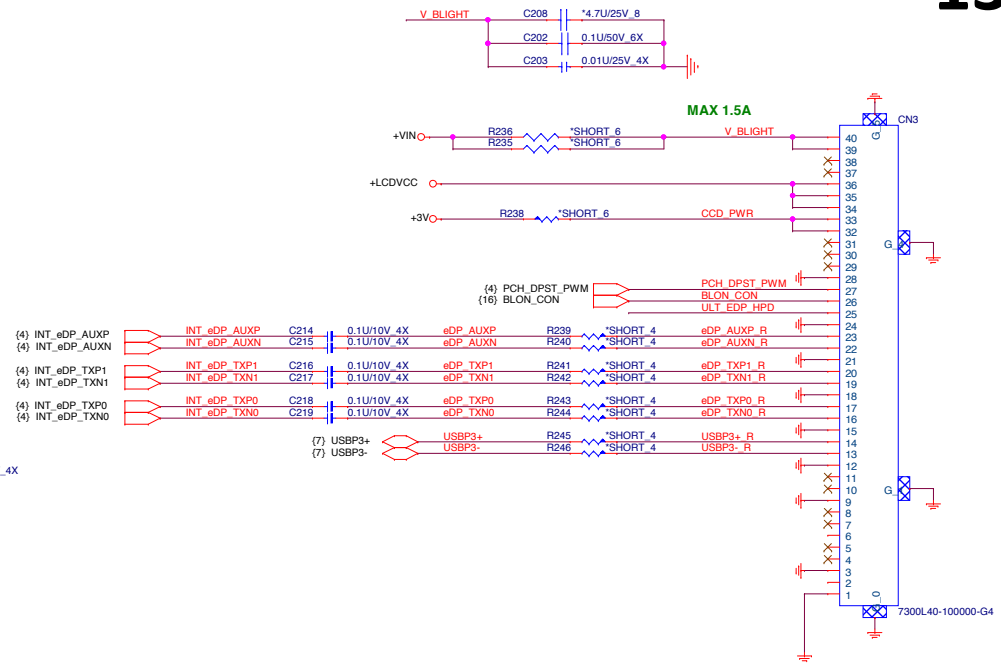 15
V_BLIGHT C208 *4.7U/25V_8
C202 0.1U/50V_6X
C203 0.01U/25V_4X
MAX 1.5A
CN3
+VIN R236 *SHORT_6 V_BLIGHT 40
R235 *SHORT_6 39
38
37
+LCDVCC 36
35
34
+3V R238 *SHORT_6 CCD_PWR 33
32
31
30
29
28
{4} PCH_DPST_PWM PCH_DPST_PWM 27
{16} BLON_CON BLON_CON 26
ULT_EDP_HPD 25
24
{4} INT_eDP_AUXP INT_eDP_AUXP C214 0.1U/10V_4X eDP_AUXP R239 *SHORT_4 eDP_AUXP_R 23
{4} INT_eDP_AUXN INT_eDP_AUXN C215 0.1U/10V_4X eDP_AUXN R240 *SHORT_4 eDP_AUXN_R 22
21
{4} INT_eDP_TXP1 INT_eDP_TXP1 C216 0.1U/10V_4X eDP_TXP1 R241 *SHORT_4 eDP_TXP1_R 20
{4} INT_eDP_TXN1 INT_eDP_TXN1 C217 0.1U/10V_4X eDP_TXN1 R242 *SHORT_4 eDP_TXN1_R 19
18
{4} INT_eDP_TXP0 INT_eDP_TXP0 C218 0.1U/10V_4X eDP_TXP0 R243 *SHORT_4 eDP_TXP0_R 17
{4} INT_eDP_TXN0 INT_eDP_TXN0 C219 0.1U/10V_4X eDP_TXN0 R244 *SHORT_4 eDP_TXN0_R 16
15
{7} USBP3+ USBP3+ R245 *SHORT_4 USBP3+_R 14
{7} USBP3- USBP3- R246 *SHORT_4 USBP3-_R 13
_4X
12
11
10
9
8
7
6
5
4
3
2
1
7300L40-100000-G4